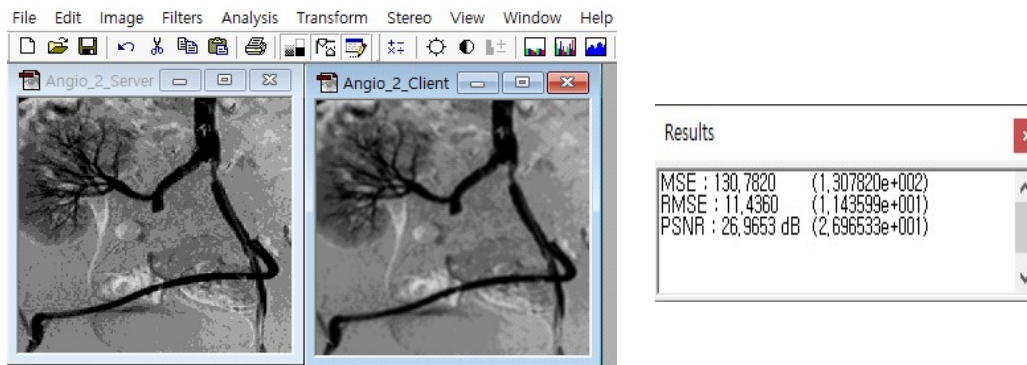 File Edit Image Filters Analysis Transform Stereo View Window Help
Angio_2_Server
Angio_2_Client
Results
MSE : 130,7820 (1,307820e+002)
RMSE : 11,4360 (1,143599e+001)
PSNR : 26,9653 dB (2,696533e+001)